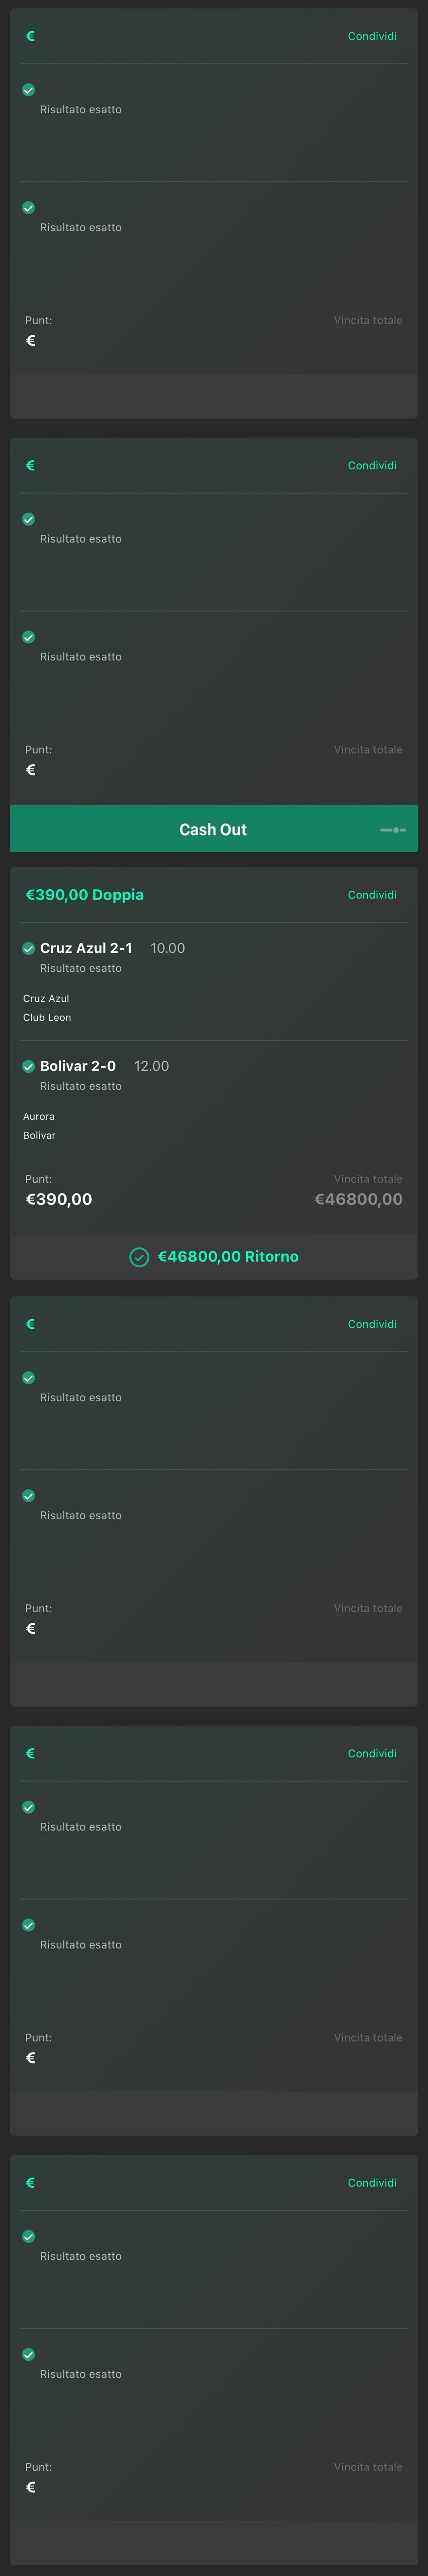 € Condividi
Risultato esatto
Risultato esatto
Punt: Vincita totale
€
€ Condividi
Risultato esatto
Risultato esatto
Punt: Vincita totale
€
Cash Out
€390,00 Doppia Condividi
Cruz Azul 2-1 10.00
Risultato esatto
Cruz Azul
Club Leon
Bolivar 2-0 12.00
Risultato esatto
Aurora
Bolivar
Punt: Vincita totale
€390,00 €46800,00
€46800,00 Ritorno
€ Condividi
Risultato esatto
Risultato esatto
Punt: Vincita totale
€
€ Condividi
Risultato esatto
Risultato esatto
Punt: Vincita totale
€
€ Condividi
Risultato esatto
Risultato esatto
Punt: Vincita totale
€